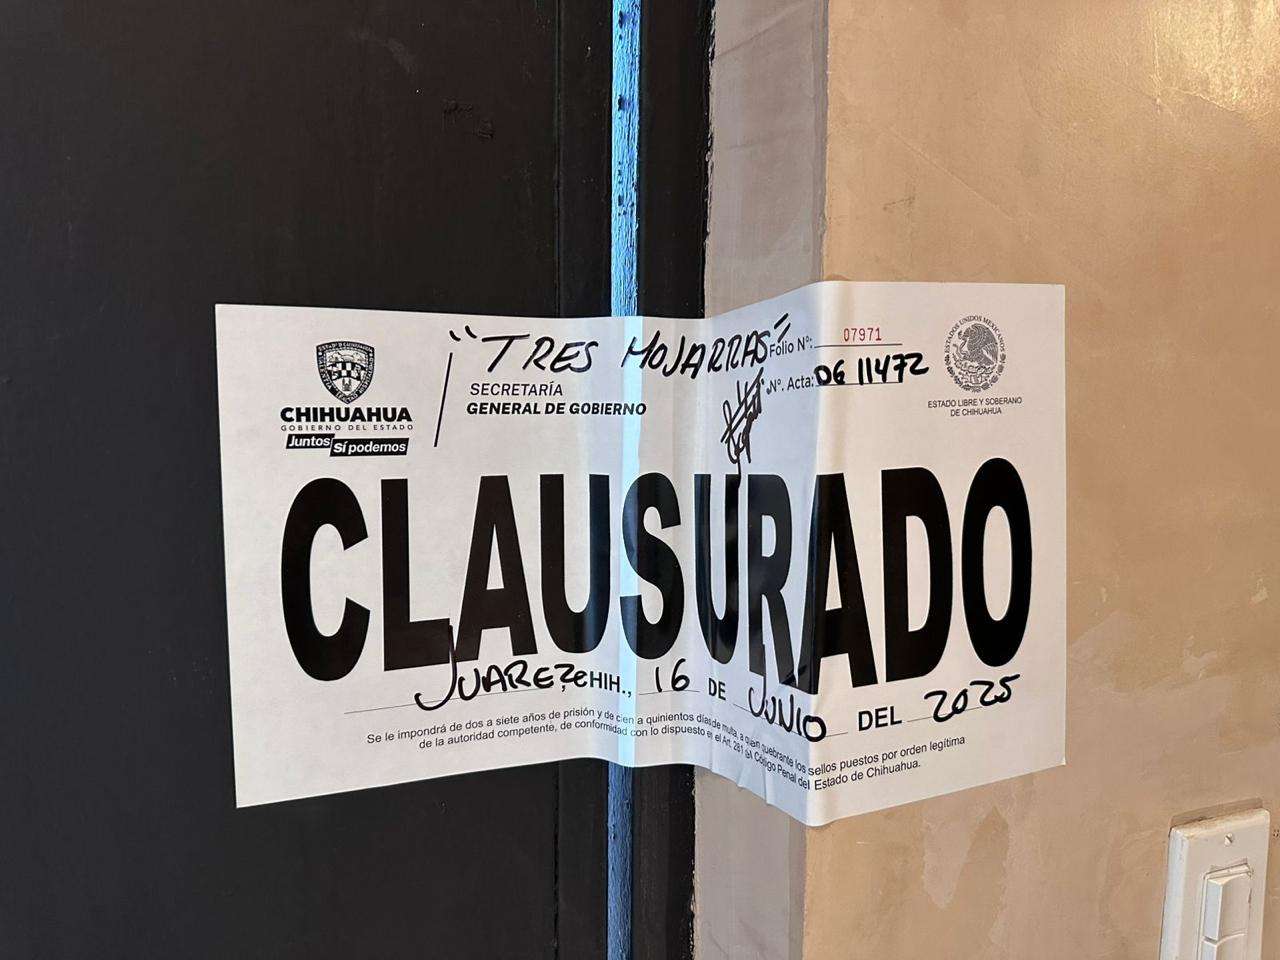 "TRES MOJARRAS"
Folio Nº: 07971
Nº. Acta: DG 11472
SECRETARÍA
GENERAL DE GOBIERNO
CHIHUAHUA
GOBIERNO DEL ESTADO
Juntos Sí podemos
ESTADOS UNIDOS MEXICANOS
ESTADO LIBRE Y SOBERANO
DE CHIHUAHUA
CLAUSURADO
JUAREZ CHIH., 16 DE JUNIO DEL 2025
Se le impondrá de dos a siete años de prisión y de cien a quinientos días de multa, a quien quebrante los sellos puestos por orden legítima
de la autoridad competente, de conformidad con lo dispuesto en el Art. 281 del Código Penal del Estado de Chihuahua.